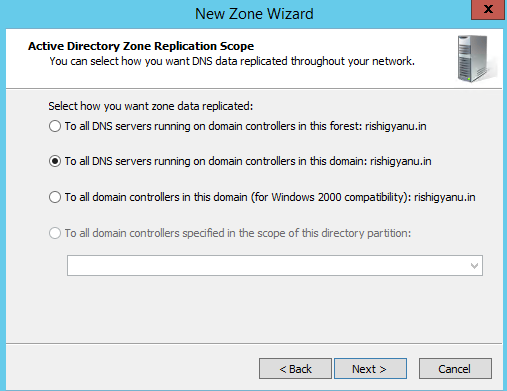 New Zone Wizard
x
Active Directory Zone Replication Scope
You can select how you want DNS data replicated throughout your network.
Select how you want zone data replicated:
To all DNS servers running on domain controllers in this forest: rishigyanu.in
To all DNS servers running on domain controllers in this domain: rishigyanu.in
To all domain controllers in this domain (for Windows 2000 compatibility): rishigyanu.in
To all domain controllers specified in the scope of this directory partition:
< Back Next > Cancel